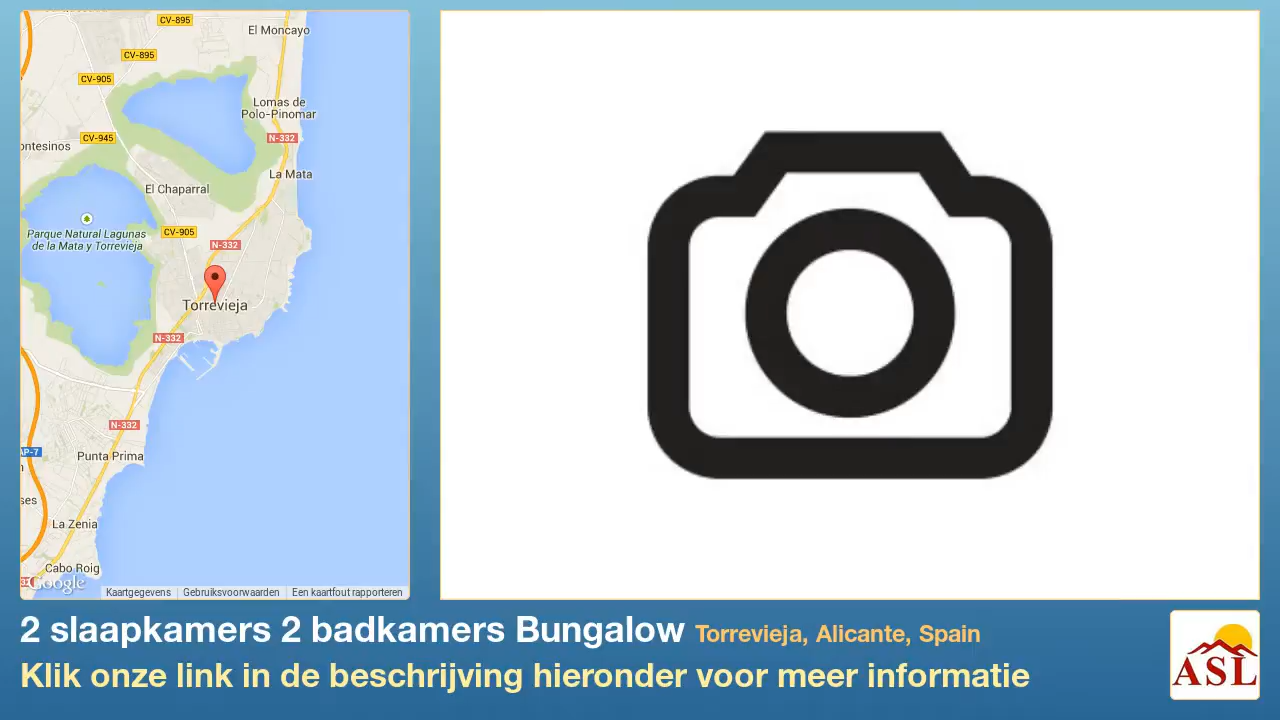 CV-895
El Moncayo
CV-895
CV-905
Lomas de
Polo-Pinomar
CV-945
N-332
ontesinos
La Mata
El Chaparral
Parque Natural Lagunas
de la Mata y Torrevieja
CV-905
N-332
Torrevieja
N-332
N-332
AP-7
Punta Prima
ses
La Zenia
Cabo Roig
Google
Kaartgegevens
Gebruiksvoorwaarden
Een kaartfout rapporteren
2 slaapkamers 2 badkamers Bungalow Torrevieja, Alicante, Spain
Klik onze link in de beschrijving hieronder voor meer informatie
ASL